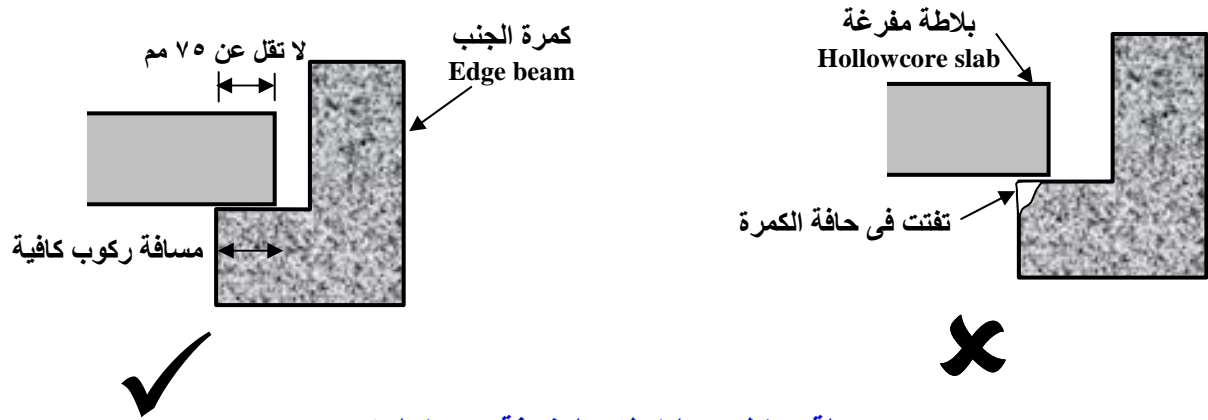 كمرة الجنب
Edge beam
لا تقل عن ٧٥ مم
مسافة ركوب كافية
بلاطة مفرغة
Hollowcore slab
تفتت فى حافة الكمرة